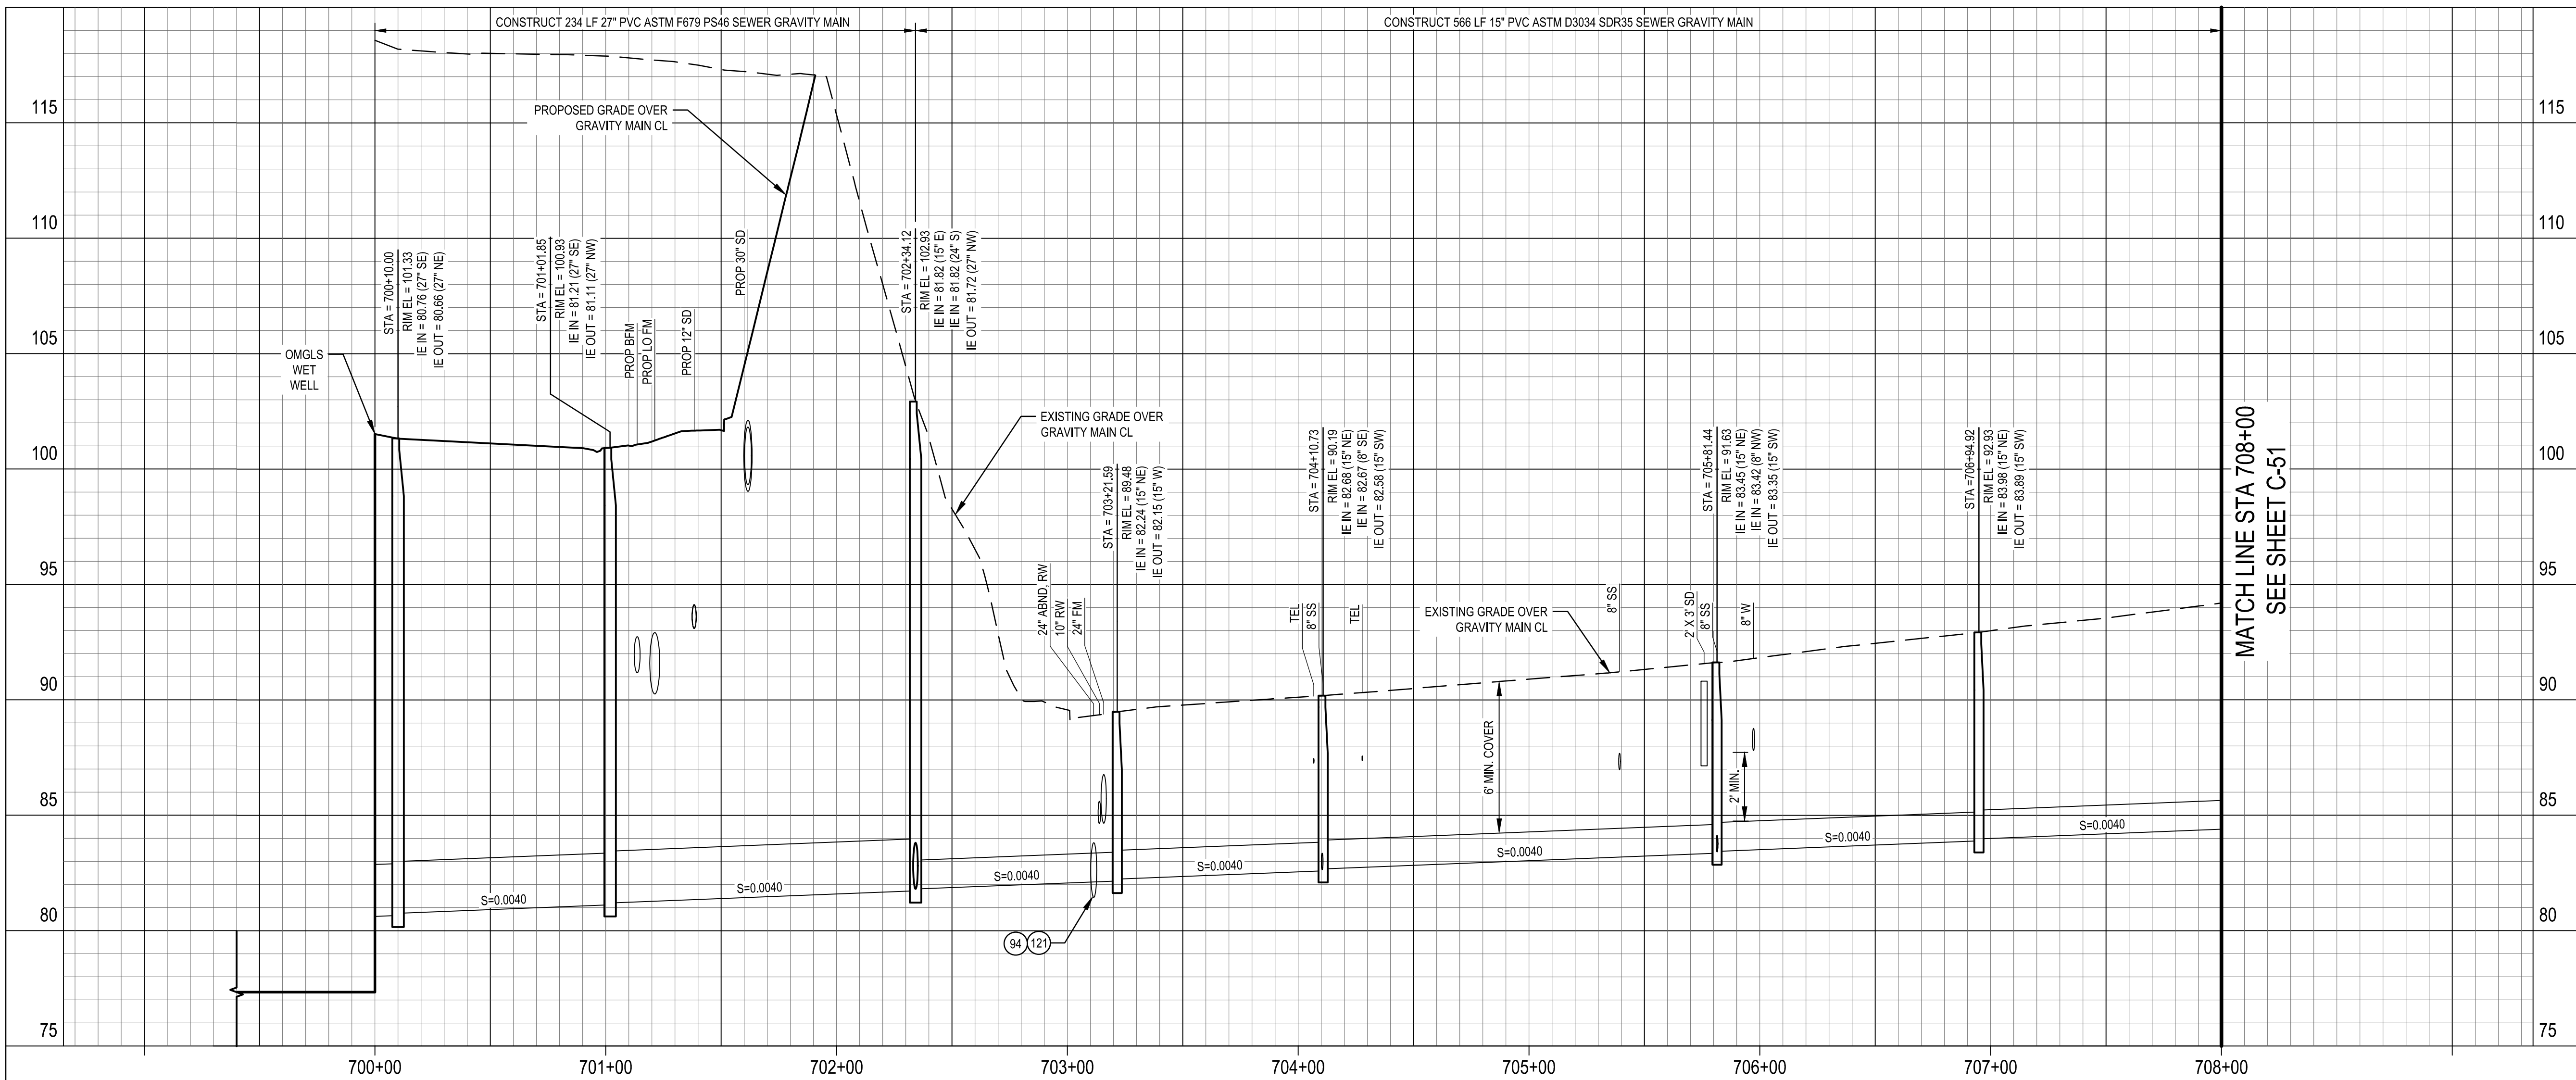 CONSTRUCT 234 LF 27" PVC ASTM F679 PS46 SEWER GRAVITY MAIN
CONSTRUCT 566 LF 15" PVC ASTM D3034 SDR35 SEWER GRAVITY MAIN
115
110
105
100
95
90
85
80
75
OMGLS
WET
WELL
STA = 700+10.00
RIM EL = 101.33
IE IN = 80.76 (27" SE)
IE OUT = 80.66 (27" NE)
STA = 701+01.85
RIM EL = 100.93
IE IN = 81.21 (27" SE)
IE OUT = 81.11 (27" NW)
PROPOSED GRADE OVER
GRAVITY MAIN CL
PROP BFM
PROP LO FM
PROP 12" SD
PROP 30" SD
STA = 702+34.12
RIM EL = 102.93
IE IN = 81.82 (15" E)
IE IN = 81.82 (24" S)
IE OUT = 81.72 (27" NW)
EXISTING GRADE OVER
GRAVITY MAIN CL
24" ABND, RW
10" RW
24" FM
STA = 703+21.59
RIM EL = 89.48
IE IN = 82.24 (15" NE)
IE OUT = 82.15 (15" W)
94
121
TEL
8" SS
STA = 704+10.73
RIM EL = 90.19
IE IN = 82.68 (15" NE)
IE IN = 82.67 (8" SE)
IE OUT = 82.58 (15" SW)
TEL
6' MIN. COVER
EXISTING GRADE OVER
GRAVITY MAIN CL
8" SS
2' X 3' SD
8" SS
STA = 705+81.44
RIM EL = 91.63
IE IN = 83.45 (15" NE)
IE IN = 83.42 (8" NW)
IE OUT = 83.35 (15" SW)
8" W
2' MIN.
STA =706+94.92
RIM EL = 92.93
IE IN = 83.98 (15" NE)
IE OUT = 83.89 (15" SW)
S=0.0040
S=0.0040
S=0.0040
S=0.0040
S=0.0040
S=0.0040
S=0.0040
MATCH LINE STA 708+00
SEE SHEET C-51
115
110
105
100
95
90
85
80
75
700+00
701+00
702+00
703+00
704+00
705+00
706+00
707+00
708+00